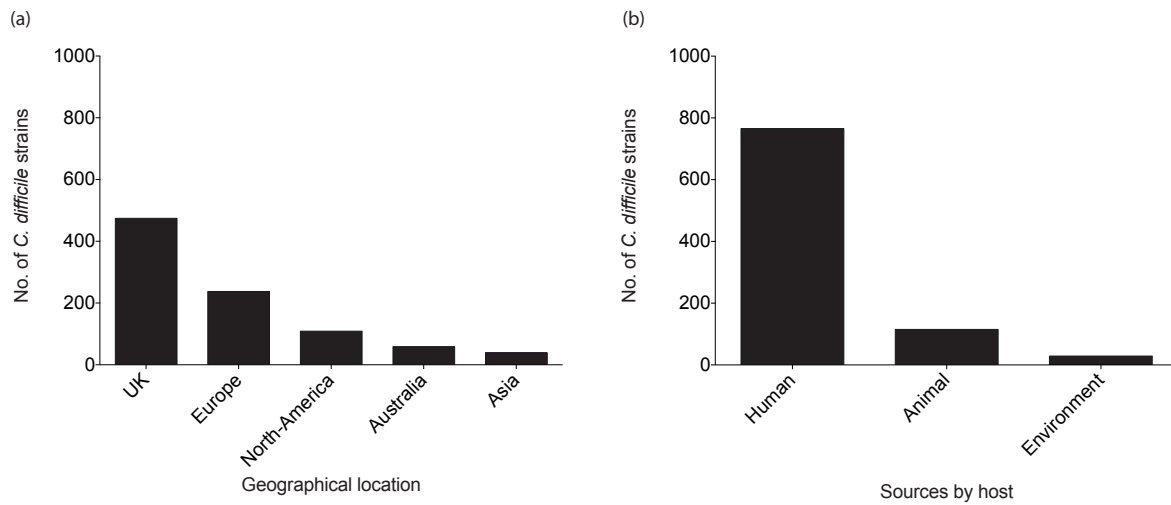 (a)
1000
800
600
400
200
0
No. of C. difficile strains
UK
Europe
North-America
Australia
Asia
Geographical location
(b)
1000
800
600
400
200
0
No. of C. difficile strains
Human
Animal
Environment
Sources by host